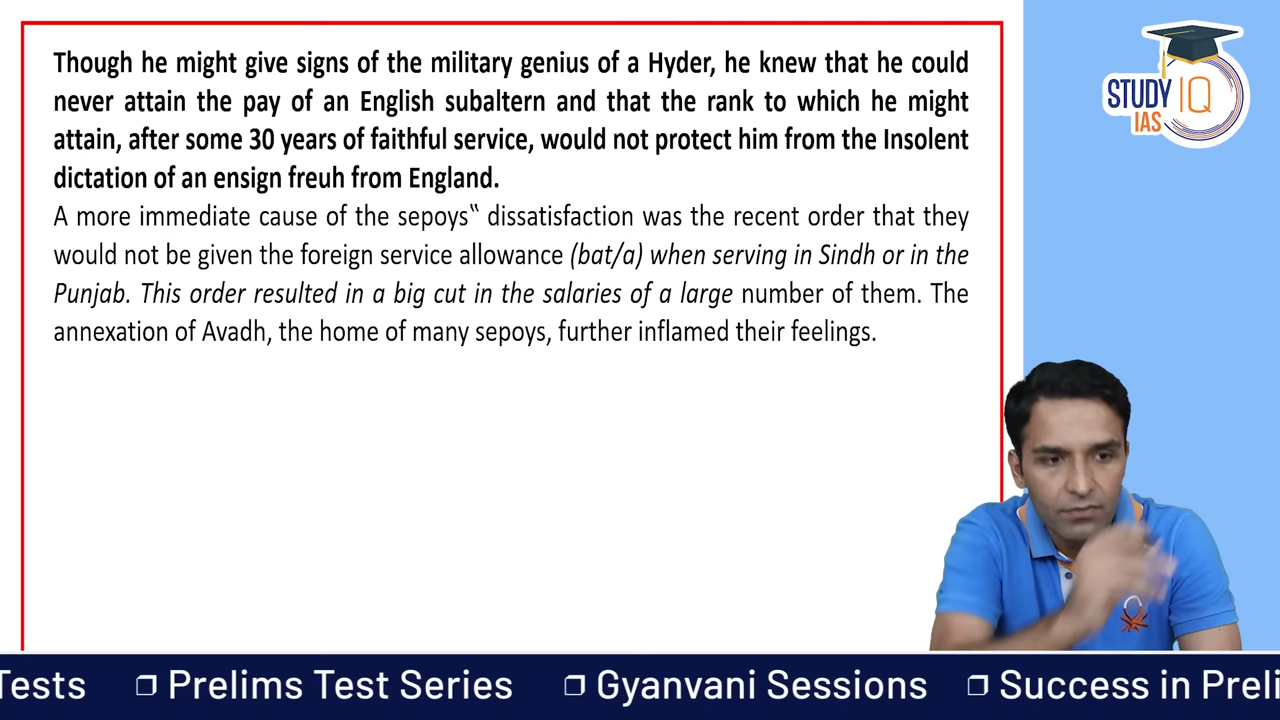 Though he might give signs of the military genius of a Hyder, he knew that he could
never attain the pay of an English subaltern and that the rank to which he might
attain, after some 30 years of faithful service, would not protect him from the Insolent
dictation of an ensign freuh from England.
A more immediate cause of the sepoys‟ dissatisfaction was the recent order that they
would not be given the foreign service allowance (bat/a) when serving in Sindh or in the
Punjab. This order resulted in a big cut in the salaries of a large number of them. The
annexation of Avadh, the home of many sepoys, further inflamed their feelings.
STUDY IQ
IAS
Tests ❐ Prelims Test Series ❐ Gyanvani Sessions ❐ Success in Preli